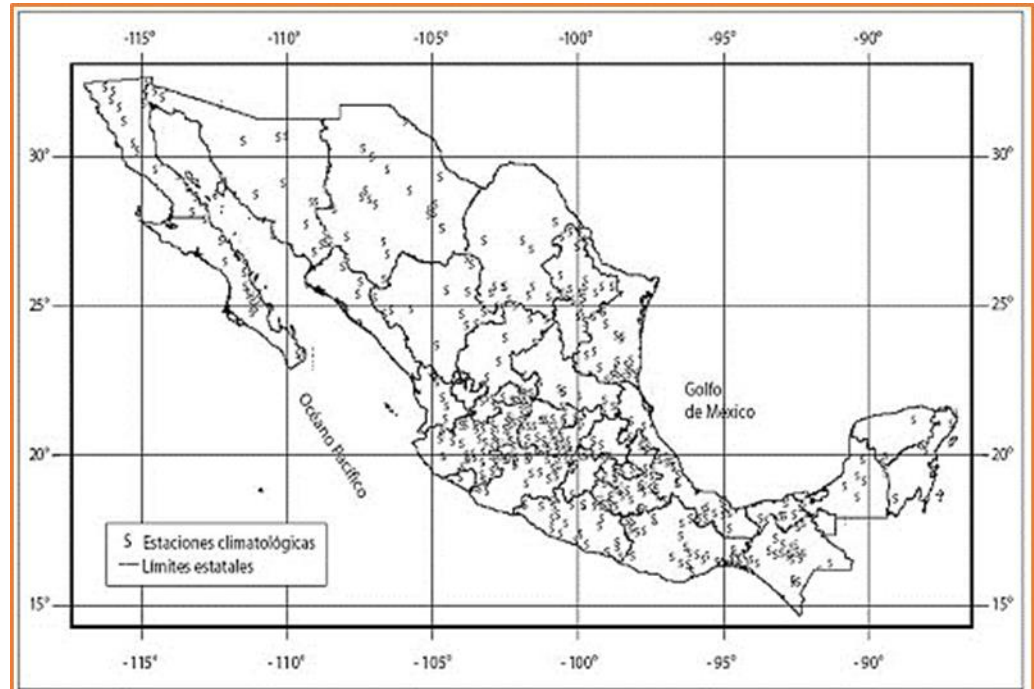 -115° -110° -105° -100° -95° -90°
30° 30°
25° 25°
Golfo
de México
Océano Pacífico
20° 20°
S Estaciones climatológicas
Límites estatales
15° 15°
-115° -110° -105° -100° -95° -90°